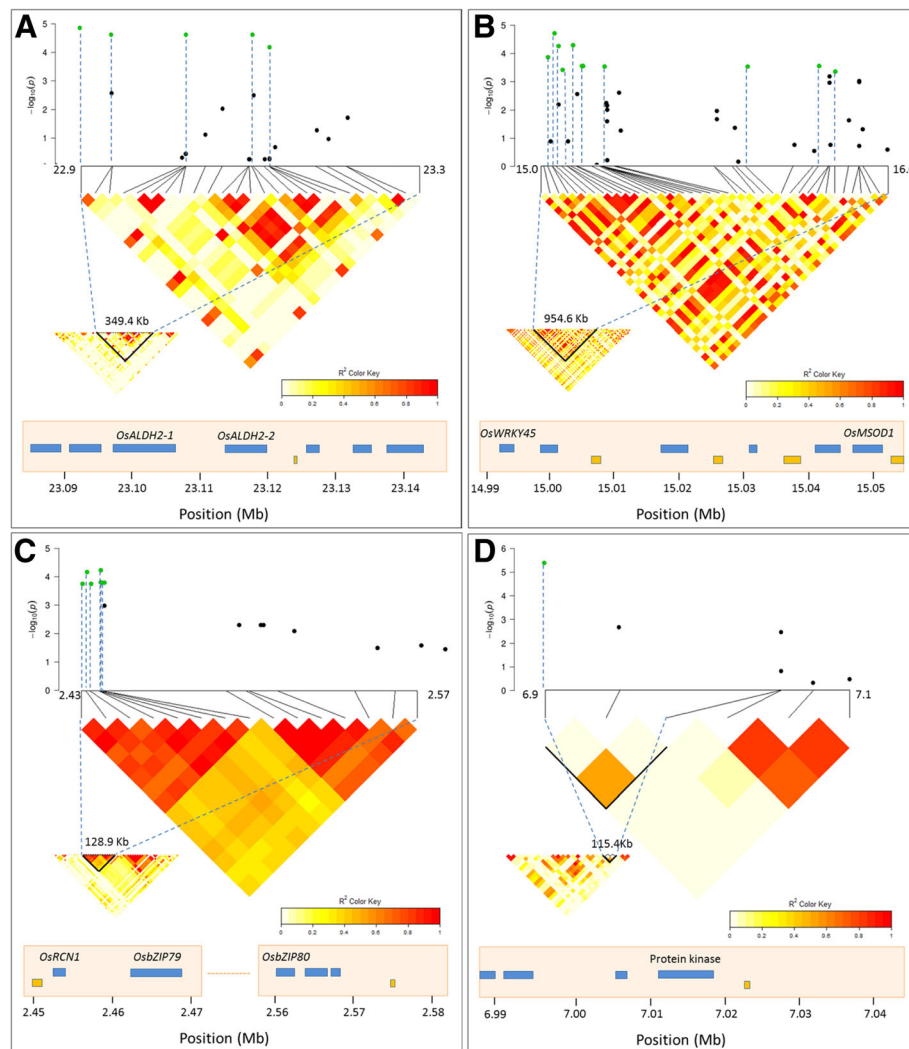 A
5
4
3
2
1
0
−log₁₀(p)
22.9
23.3
349.4 Kb
R² Color Key
0 0.2 0.4 0.6 0.8 1
OsALDH2-1 OsALDH2-2
23.09 23.10 23.11 23.12 23.13 23.14
Position (Mb)
B
5
4
3
2
1
0
−log₁₀(p)
15.0
954.6 Kb
R² Color Key
0 0.2 0.4 0.6 0.8 1
OsWRKY45 OsMSOD1
14.99 15.00 15.01 15.02 15.03 15.04 15.05
Position (Mb)
C
5
4
3
2
1
0
−log₁₀(p)
2.43
2.57
128.9 Kb
R² Color Key
0 0.2 0.4 0.6 0.8 1
OsRCN1 OsbZIP79 OsbZIP80
2.45 2.46 2.47 2.56 2.57 2.58
Position (Mb)
D
6
5
4
3
2
1
0
−log₁₀(p)
6.9
7.1
115.4Kb
R² Color Key
0 0.2 0.4 0.6 0.8 1
Protein kinase
6.99 7.00 7.01 7.02 7.03 7.04
Position (Mb)